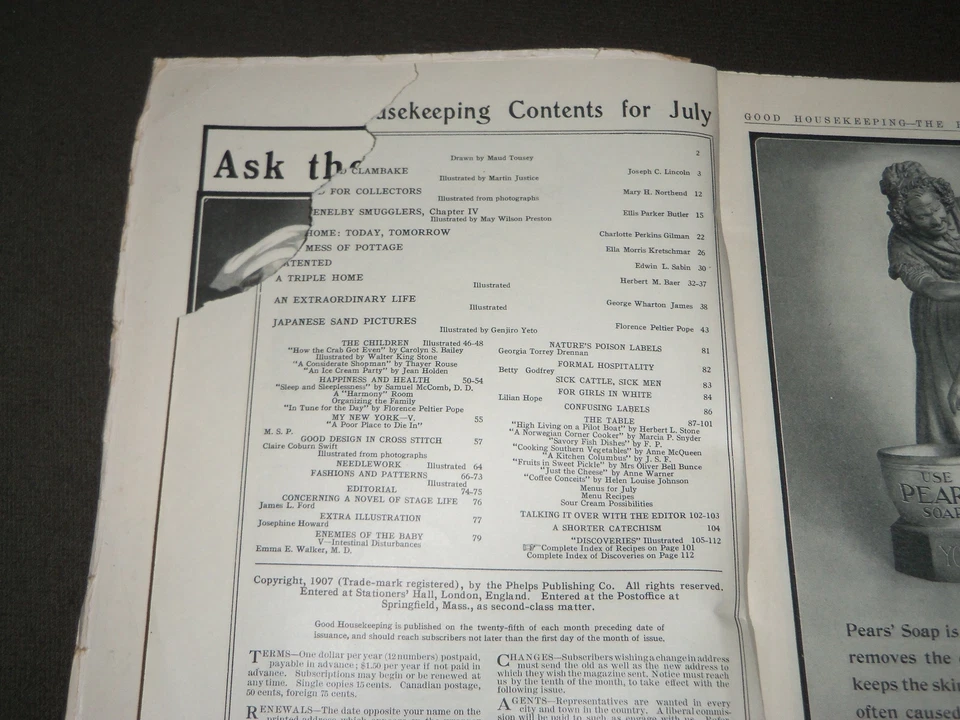 usekeeping Contents for July
GOOD HOUSEKEEPING—THE
Ask the
Drawn by Maud Tousey 2
CLAMBAKE Joseph C. Lincoln 3
Illustrated by Martin Justice
FOR COLLECTORS Mary H. Northend 12
Illustrated from photographs
ENELBY SMUGGLERS, Chapter IV Ellis Parker Butler 15
Illustrated by May Wilson Preston
HOME: TODAY, TOMORROW Charlotte Perkins Gilman 22
MESS OF POTTAGE Ella Morris Kretschmar 26
ATENTED Edwin L. Sabin 30
A TRIPLE HOME Herbert M. Baer 32-37
Illustrated
AN EXTRAORDINARY LIFE George Wharton James 38
Illustrated
JAPANESE SAND PICTURES Florence Peltier Pope 43
Illustrated by Genjiro Yeto
THE CHILDREN Illustrated 46-48
"How the Crab Got Even" by Carolyn S. Bailey
Illustrated by Walter King Stone
"A Considerate Shopman" by Thayer Rouse
"An Ice Cream Party" by Jean Holden
HAPPINESS AND HEALTH 50-54
"Sleep and Sleeplessness" by Samuel McComb, D. D.
A "Harmony" Room
Organizing the Family
"In Tune for the Day" by Florence Peltier Pope
MY NEW YORK—V. 55
"A Poor Place to Die In"
M. S. P.
GOOD DESIGN IN CROSS STITCH 57
Claire Coburn Swift
Illustrated from photographs
NEEDLEWORK Illustrated 64
FASHIONS AND PATTERNS 66-73
Illustrated
EDITORIAL 74-75
CONCERNING A NOVEL OF STAGE LIFE 76
James L. Ford
EXTRA ILLUSTRATION 77
Josephine Howard
ENEMIES OF THE BABY 79
V—Intestinal Disturbances
Emma E. Walker, M. D.
NATURE'S POISON LABELS 81
Georgia Torrey Drennan
FORMAL HOSPITALITY 82
Betty Godfrey
SICK CATTLE, SICK MEN 83
FOR GIRLS IN WHITE 84
Lilian Hope
CONFUSING LABELS 86
THE TABLE 87-101
"High Living on a Pilot Boat" by Herbert L. Stone
"A Norwegian Corner Cooker" by Marcia P. Snyder
"Savory Fish Dishes" by F. P.
"Cooking Southern Vegetables" by Anne McQueen
"A Kitchen Columbus" by J. S. F.
"Fruits in Sweet Pickle" by Mrs Oliver Bell Bunce
"Just the Cheese" by Anne Warner
"Coffee Conceits" by Helen Louise Johnson
Menus for July
Menu Recipes
Sour Cream Possibilities
TALKING IT OVER WITH THE EDITOR 102-103
A SHORTER CATECHISM 104
"DISCOVERIES" Illustrated 105-112
☞Complete Index of Recipes on Page 101
Complete Index of Discoveries on Page 112
Copyright, 1907 (Trade-mark registered), by the Phelps Publishing Co. All rights reserved.
Entered at Stationers' Hall, London, England. Entered at the Postoffice at
Springfield, Mass., as second-class matter.
Good Housekeeping is published on the twenty-fifth of each month preceding date of
issuance, and should reach subscribers not later than the first day of the month of issue.
TERMS—One dollar per year (12 numbers) postpaid,
payable in advance; $1.50 per year if not paid in
advance. Subscriptions may begin or be renewed at
any time. Single copies 15 cents. Canadian postage,
50 cents, foreign 75 cents.
RENEWALS—The date opposite your name on the
CHANGES—Subscribers wishing a change in address
must send the old as well as the new address to
which they wish the magazine sent. Notice must reach
us by the tenth of the month, to take effect with the
following issue.
AGENTS—Representatives are wanted in every
city and town in the country. A liberal commis-
USE
PEAR
SOAP
Pears' Soap is
removes the
keeps the skin
often caused